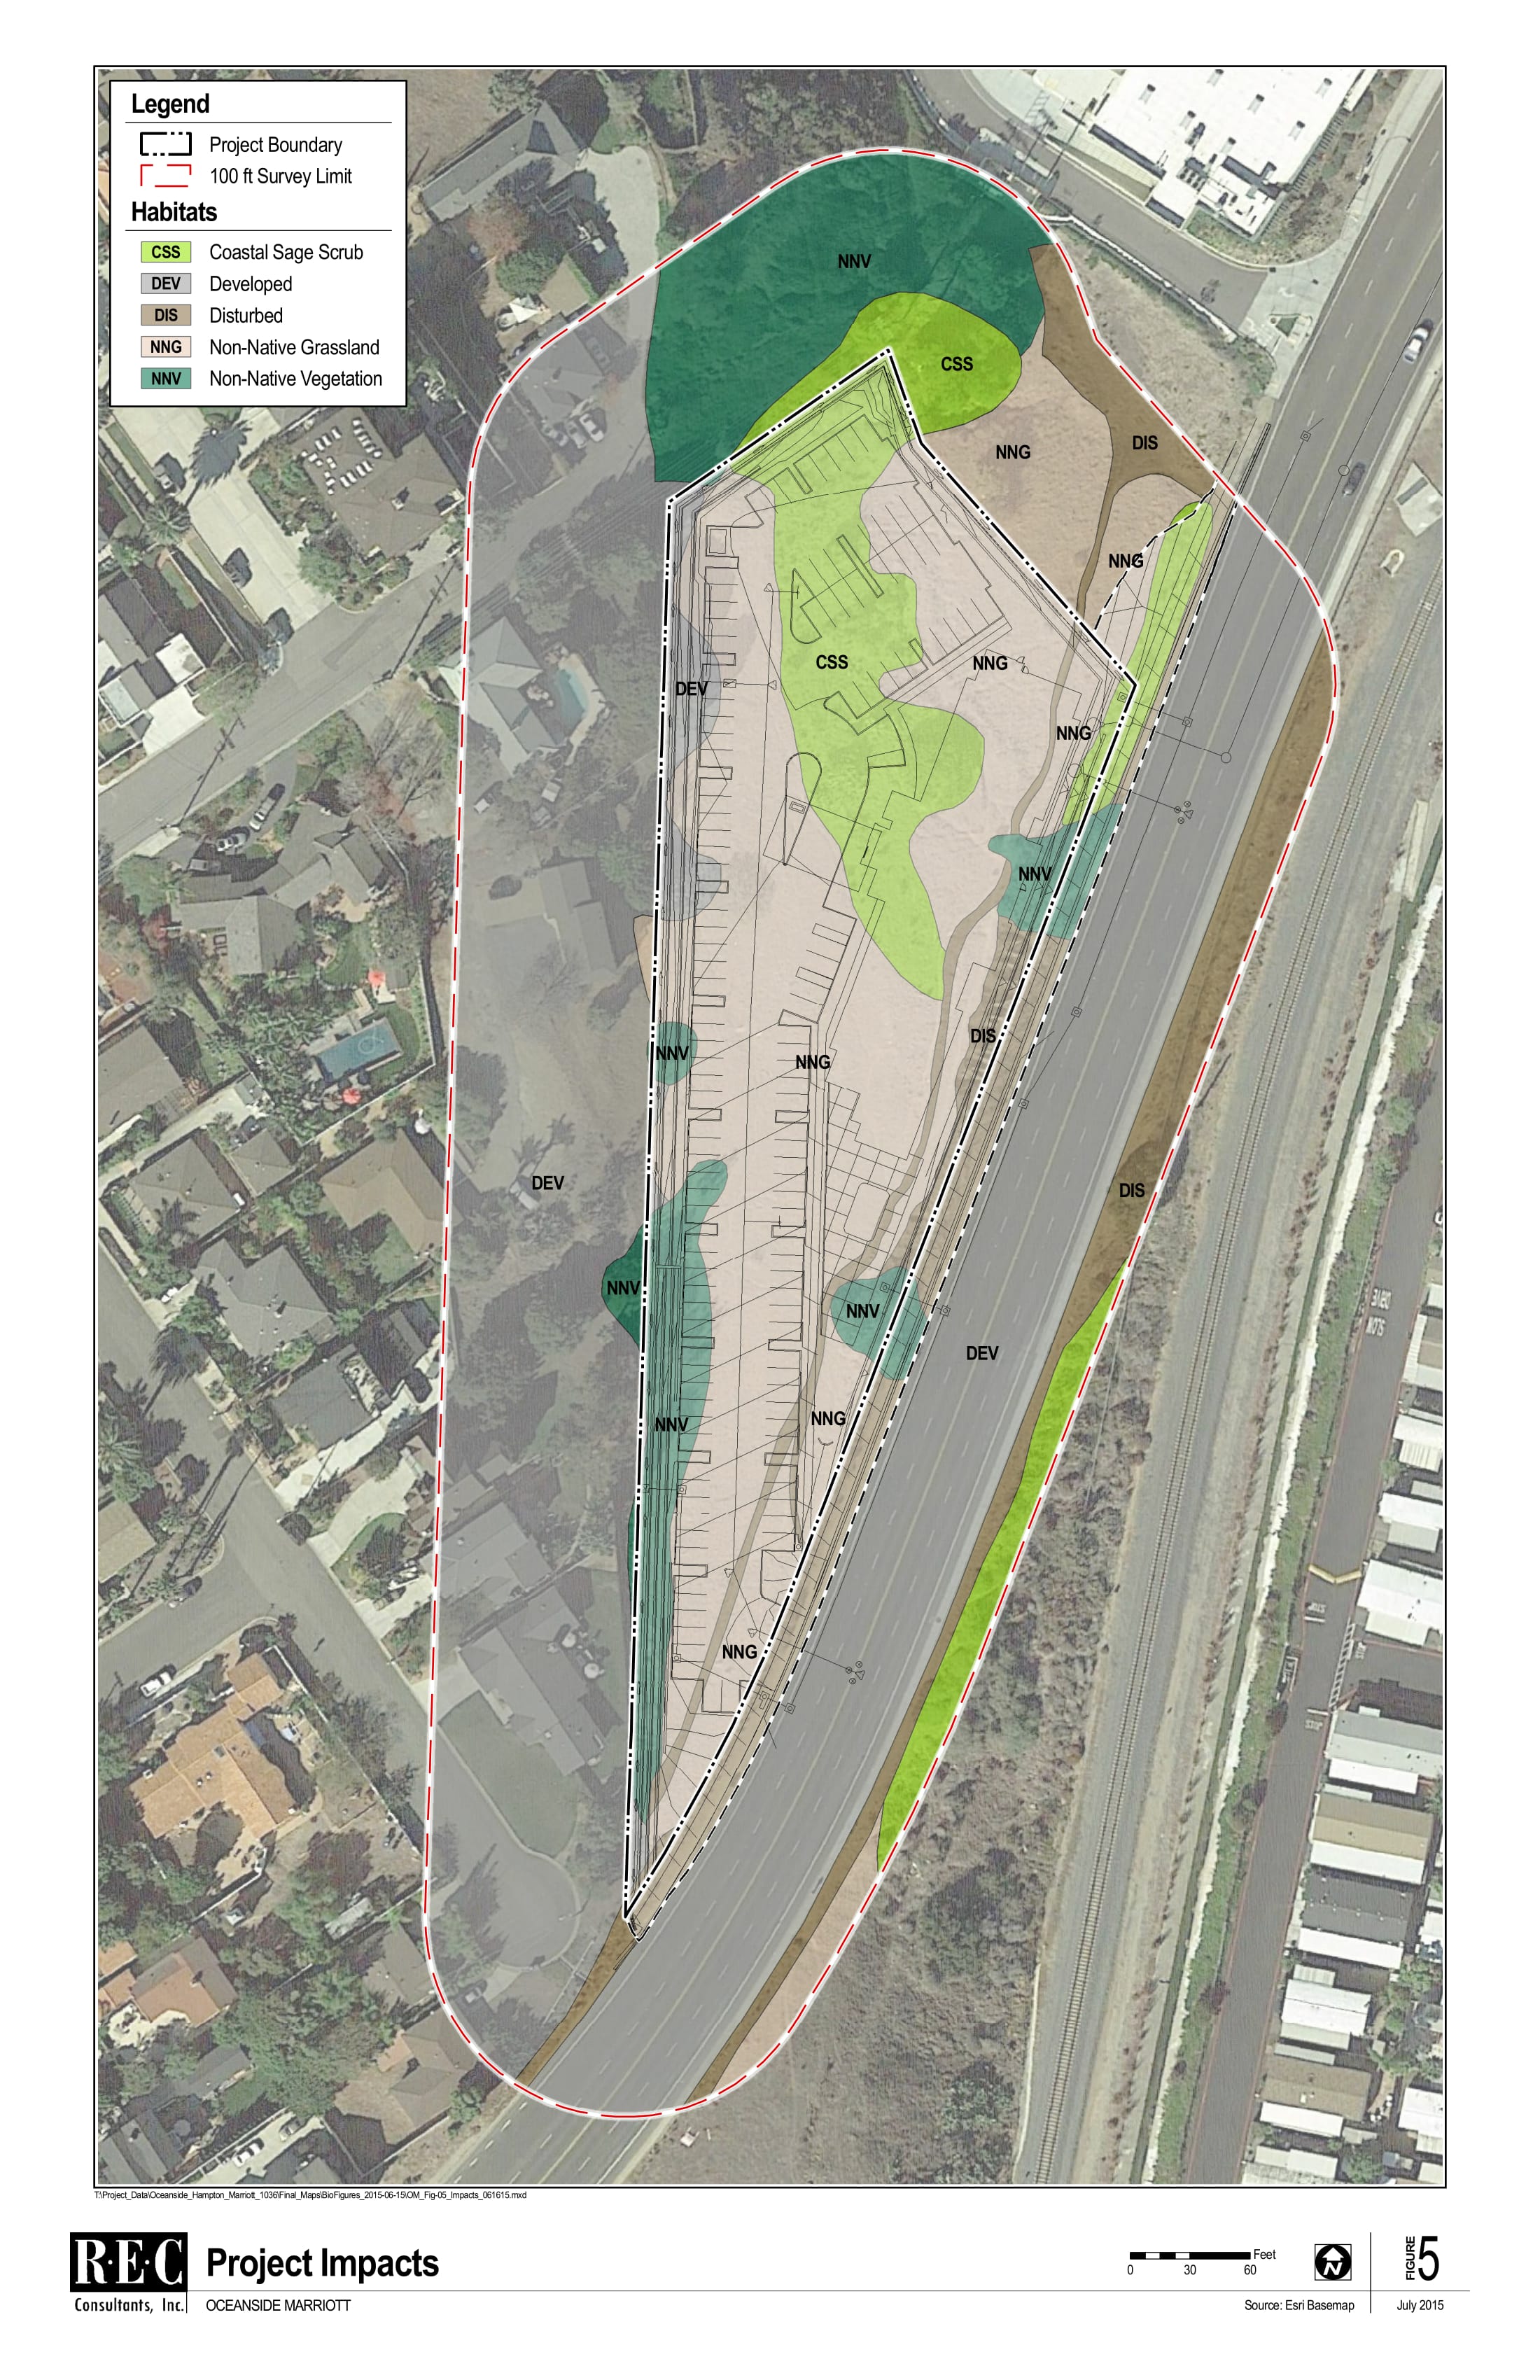 Legend
Project Boundary
100 ft Survey Limit
Habitats
CSS Coastal Sage Scrub
DEV Developed
DIS Disturbed
NNG Non-Native Grassland
NNV Non-Native Vegetation
NNV
CSS
DIS
NNG
NNG
CSS
NNG
DEV
NNG
NNV
DIS
NNV
NNG
DEV
DIS
NNV
NNV
DEV
NNG
NNV
NNG
DRIVE
SLOW
STOP
T:\Project_Data\Oceanside_Hampton_Marriott_1036\Final_Maps\BioFigures_2015-06-15\OM_Fig-05_Impacts_061615.mxd
R·E·C
Consultants, Inc.
Project Impacts
OCEANSIDE MARRIOTT
Feet
0 30 60
N
Source: Esri Basemap
FIGURE 5
July 2015